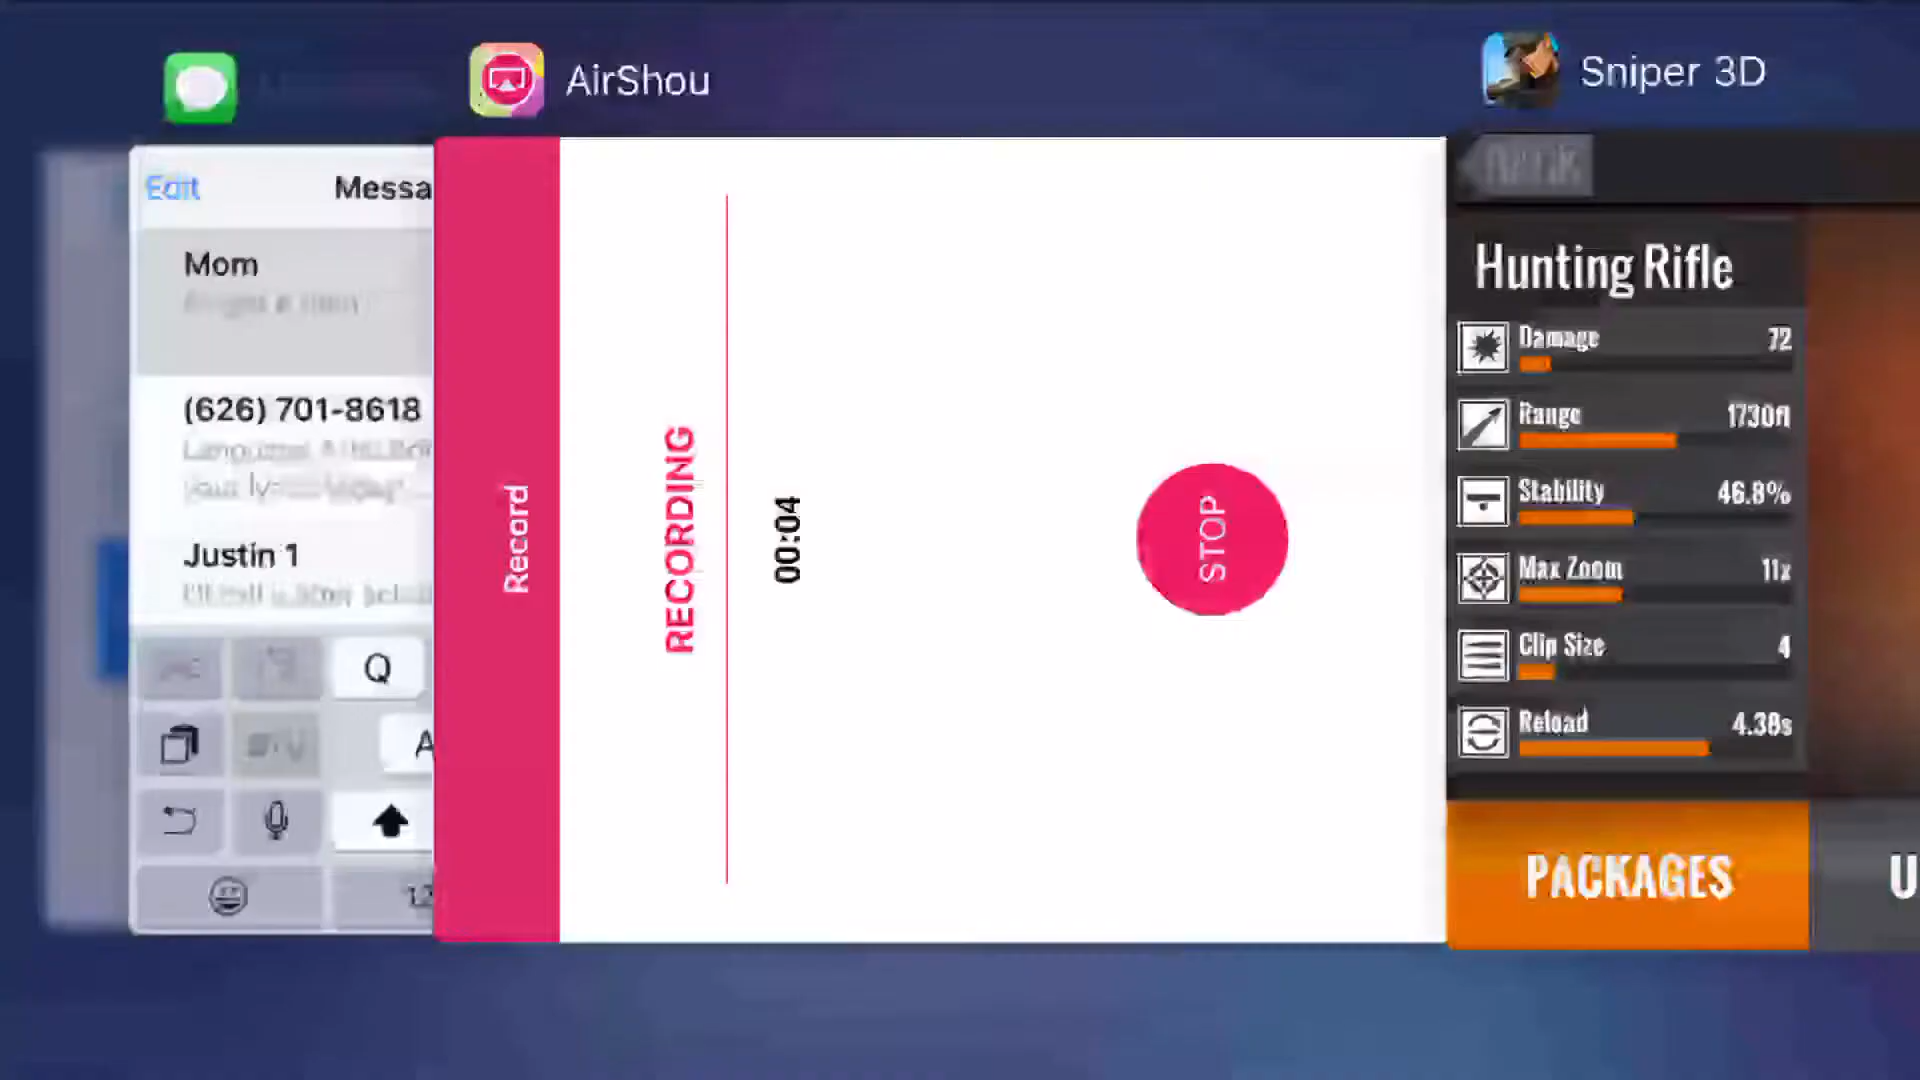 AirShou
Sniper 3D
Edit
Messa
Mom
(626) 701-8618
Justin 1
Q
A
Record
RECORDING
00:04
STOP
Hunting Rifle
Damage 72
Range 1730ft
Stability 46.8%
Max Zoom 11x
Clip Size 4
Reload 4.38s
PACKAGES
U